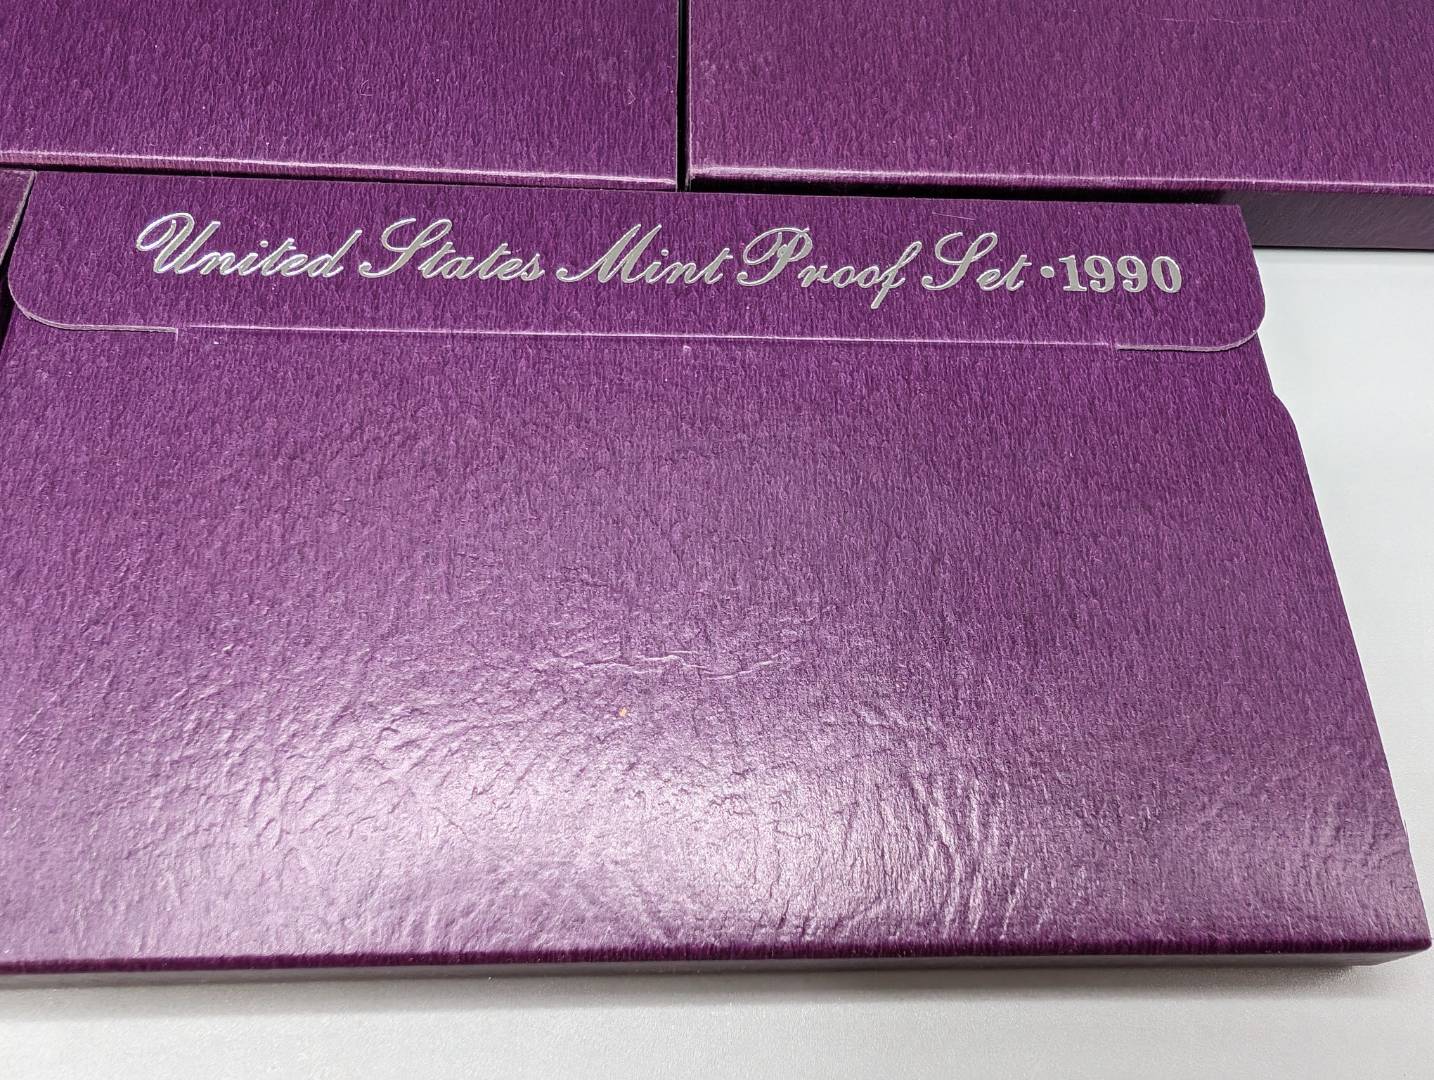 United States Mint Proof Set • 1990